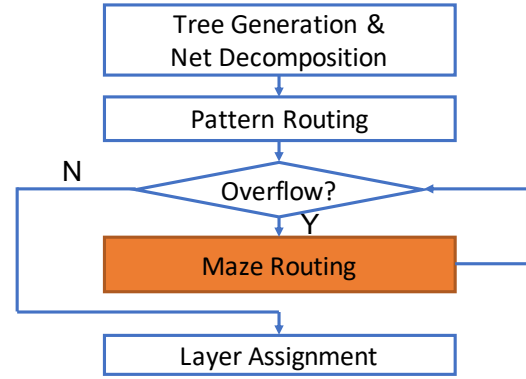 Tree Generation &
Net Decomposition
Pattern Routing
N
Overflow?
Y
Maze Routing
Layer Assignment